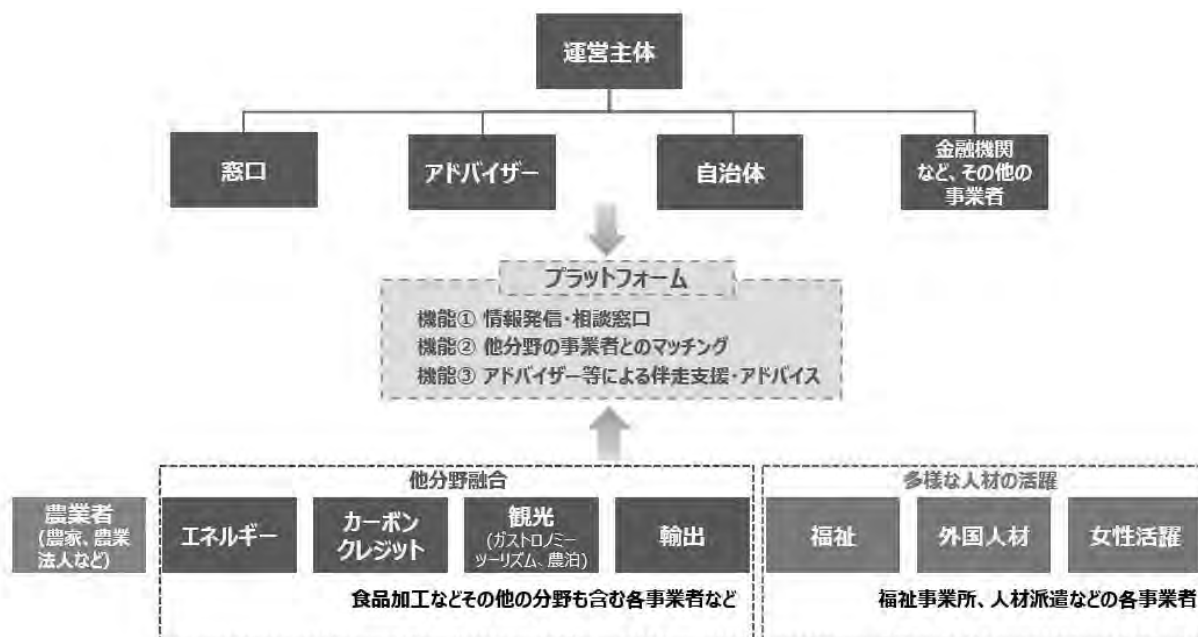 運営主体
窓口
アドバイザー
自治体
金融機関
など、その他の
事業者
プラットフォーム
機能① 情報発信・相談窓口
機能② 他分野の事業者とのマッチング
機能③ アドバイザー等による伴走支援・アドバイス
他分野融合
多様な人材の活躍
農業者
(農家、農業
法人など)
エネルギー
カーボン
クレジット
観光
(ガストロノミー
ツーリズム、農泊)
輸出
福祉
外国人材
女性活躍
食品加工などその他の分野も含む各事業者など
福祉事業所、人材派遣などの各事業者